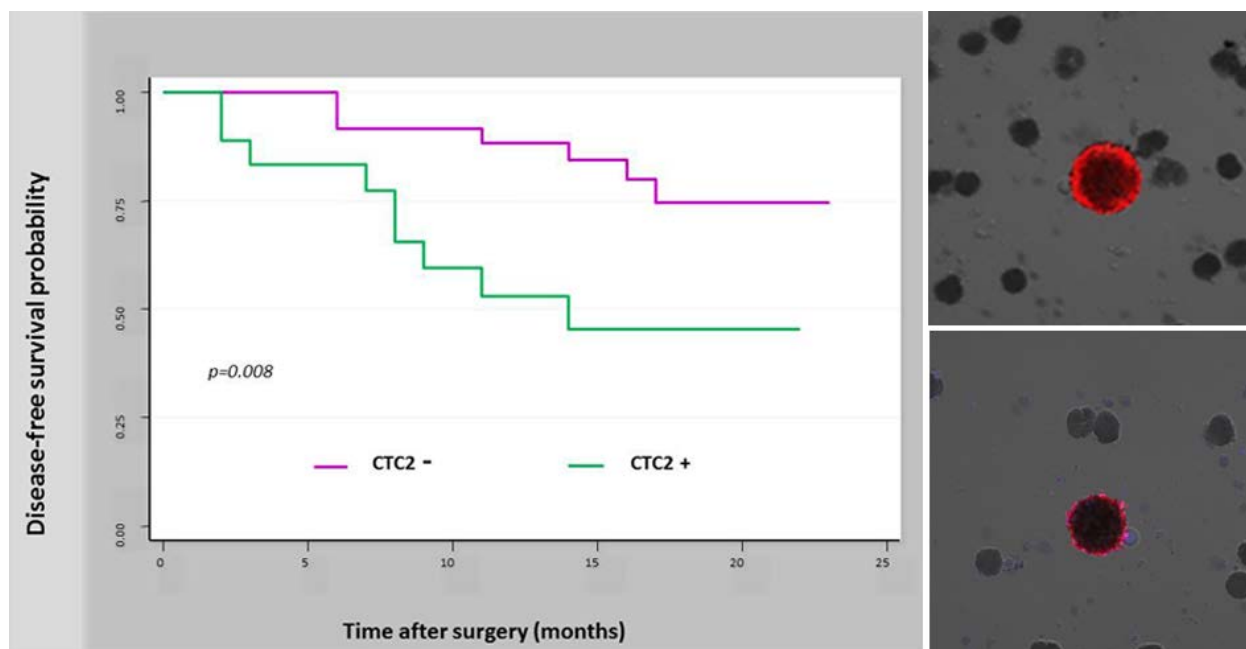 Disease-free survival probability
1.00
0.75
0.50
0.25
0.00
p=0.008
CTC2 - CTC2 +
0 5 10 15 20 25
Time after surgery (months)